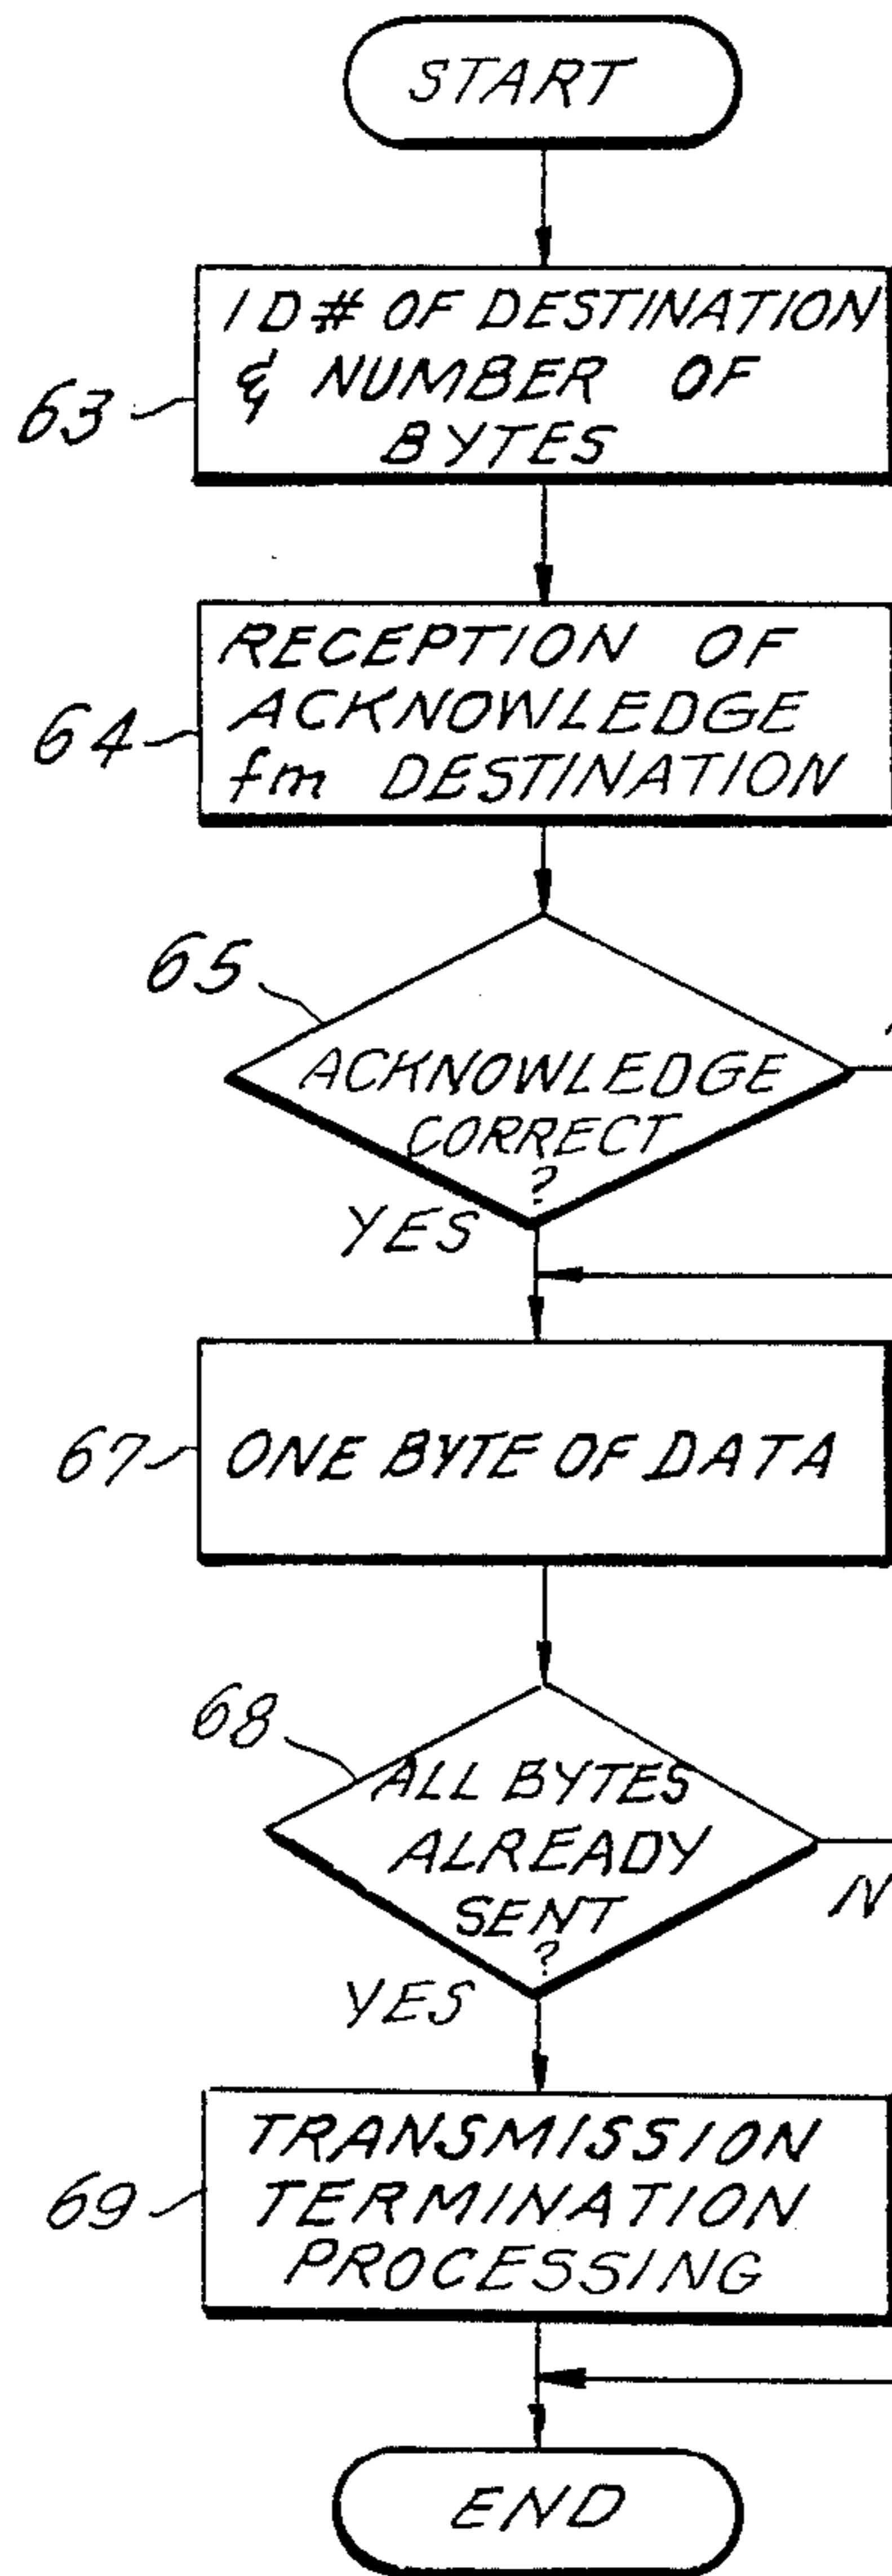 START
ID# OF DESTINATION
& NUMBER OF
BYTES
63
RECEPTION OF
ACKNOWLEDGE
fm DESTINATION
64
65
ACKNOWLEDGE
CORRECT
?
YES
67
ONE BYTE OF DATA
68
ALL BYTES
ALREADY
SENT
?
N
YES
TRANSMISSION
TERMINATION
PROCESSING
69
END